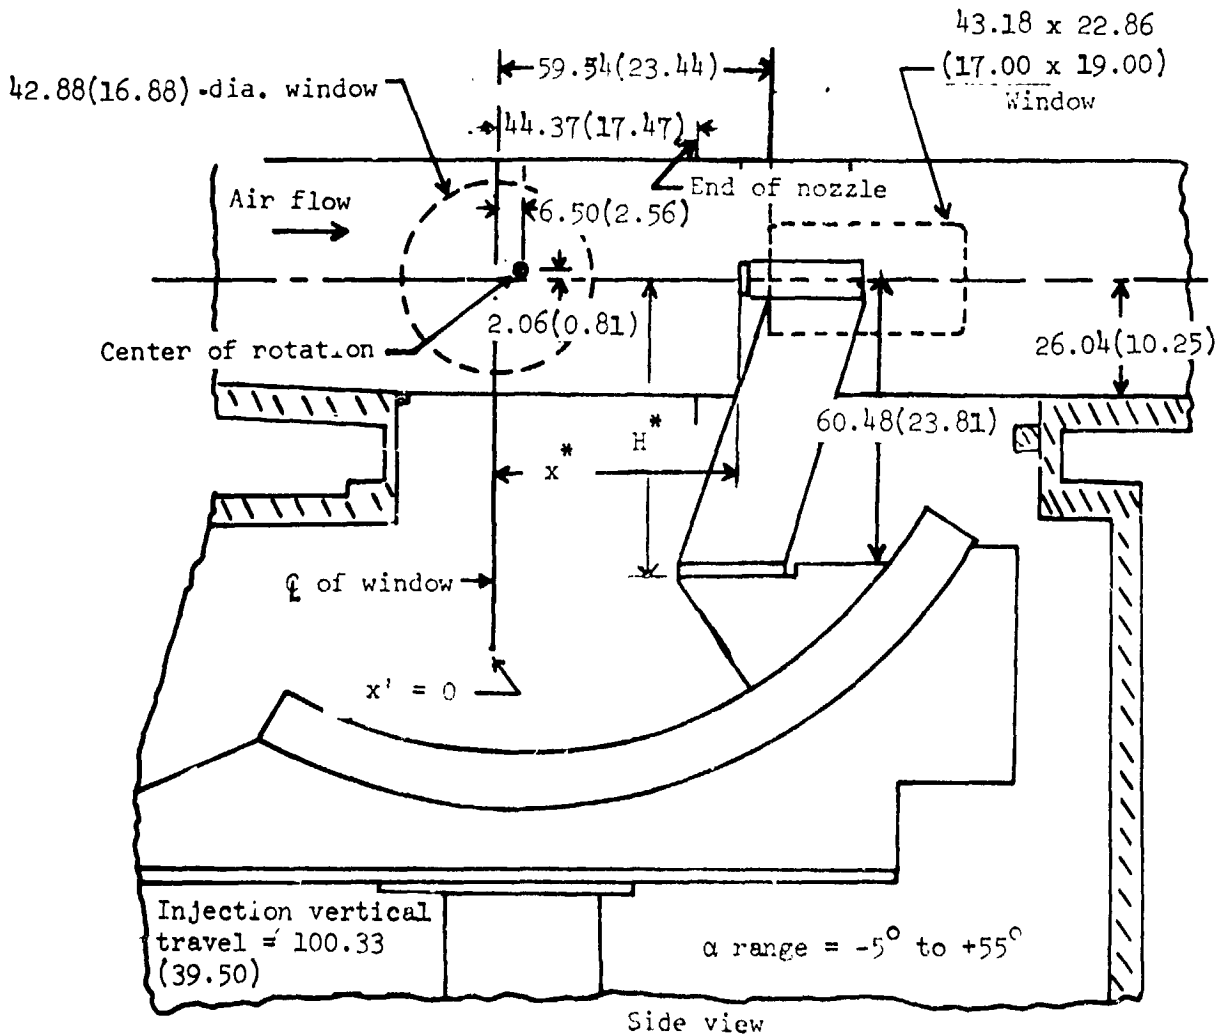 43.18 x 22.86
(17.00 x 19.00)
Window
59.54(23.44)
42.88(16.88)-dia. window
44.37(17.47)
End of nozzle
Air flow
6.50(2.56)
2.06(0.81)
Center of rotation
26.04(10.25)
60.48(23.81)
H*
x*
℄ of window
x' = 0
Injection vertical
travel = 100.33
(39.50)
α range = -5° to +55°
Side view